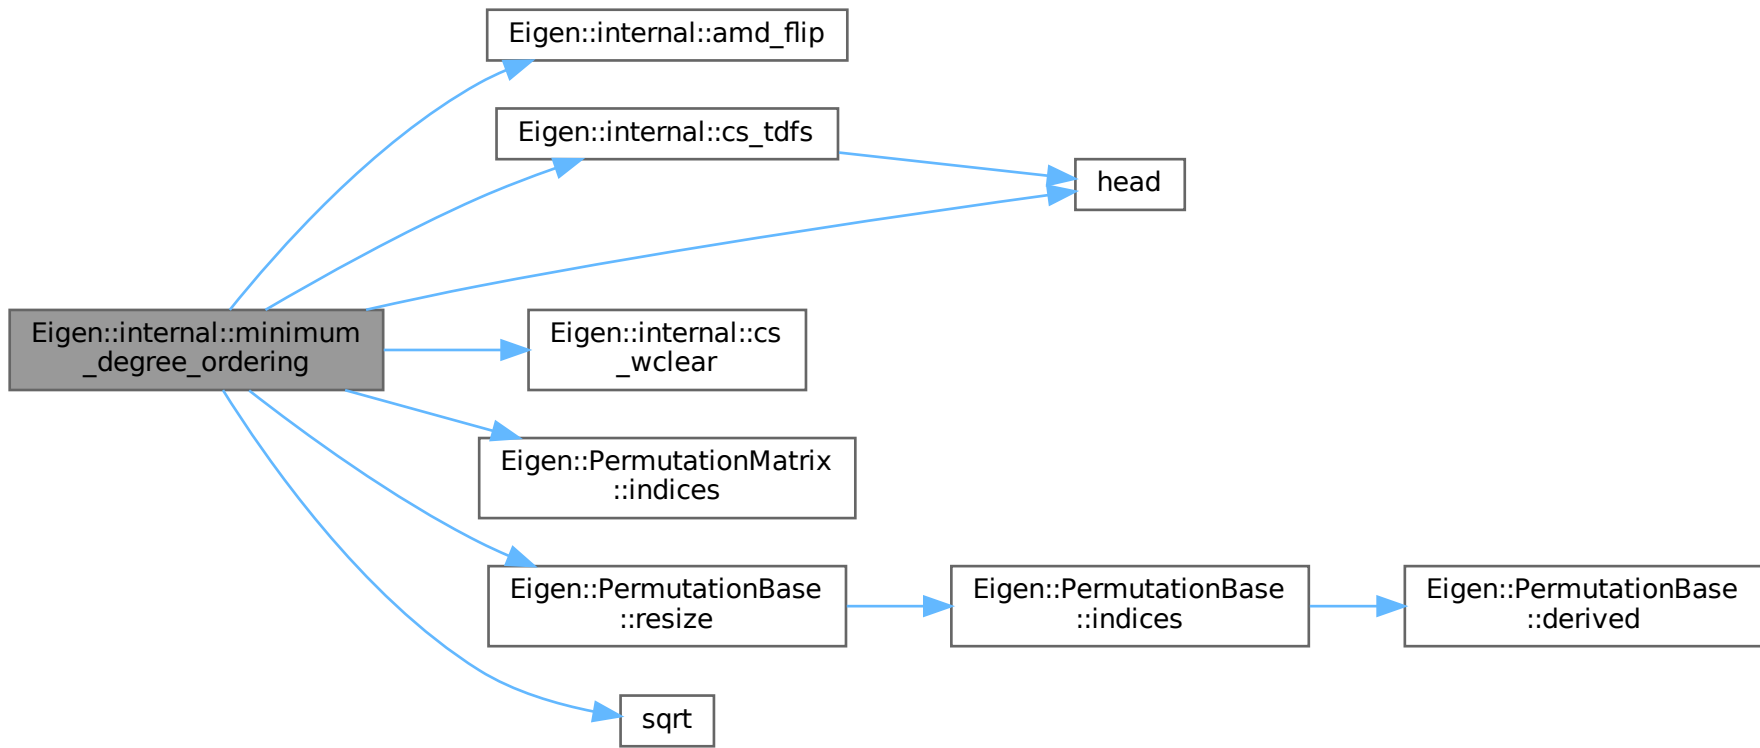 Eigen::internal::amd_flip
Eigen::internal::cs_tdfs
head
Eigen::internal::minimum
_degree_ordering
Eigen::internal::cs
_wclear
Eigen::PermutationMatrix
::indices
Eigen::PermutationBase
::resize
Eigen::PermutationBase
::indices
Eigen::PermutationBase
::derived
sqrt